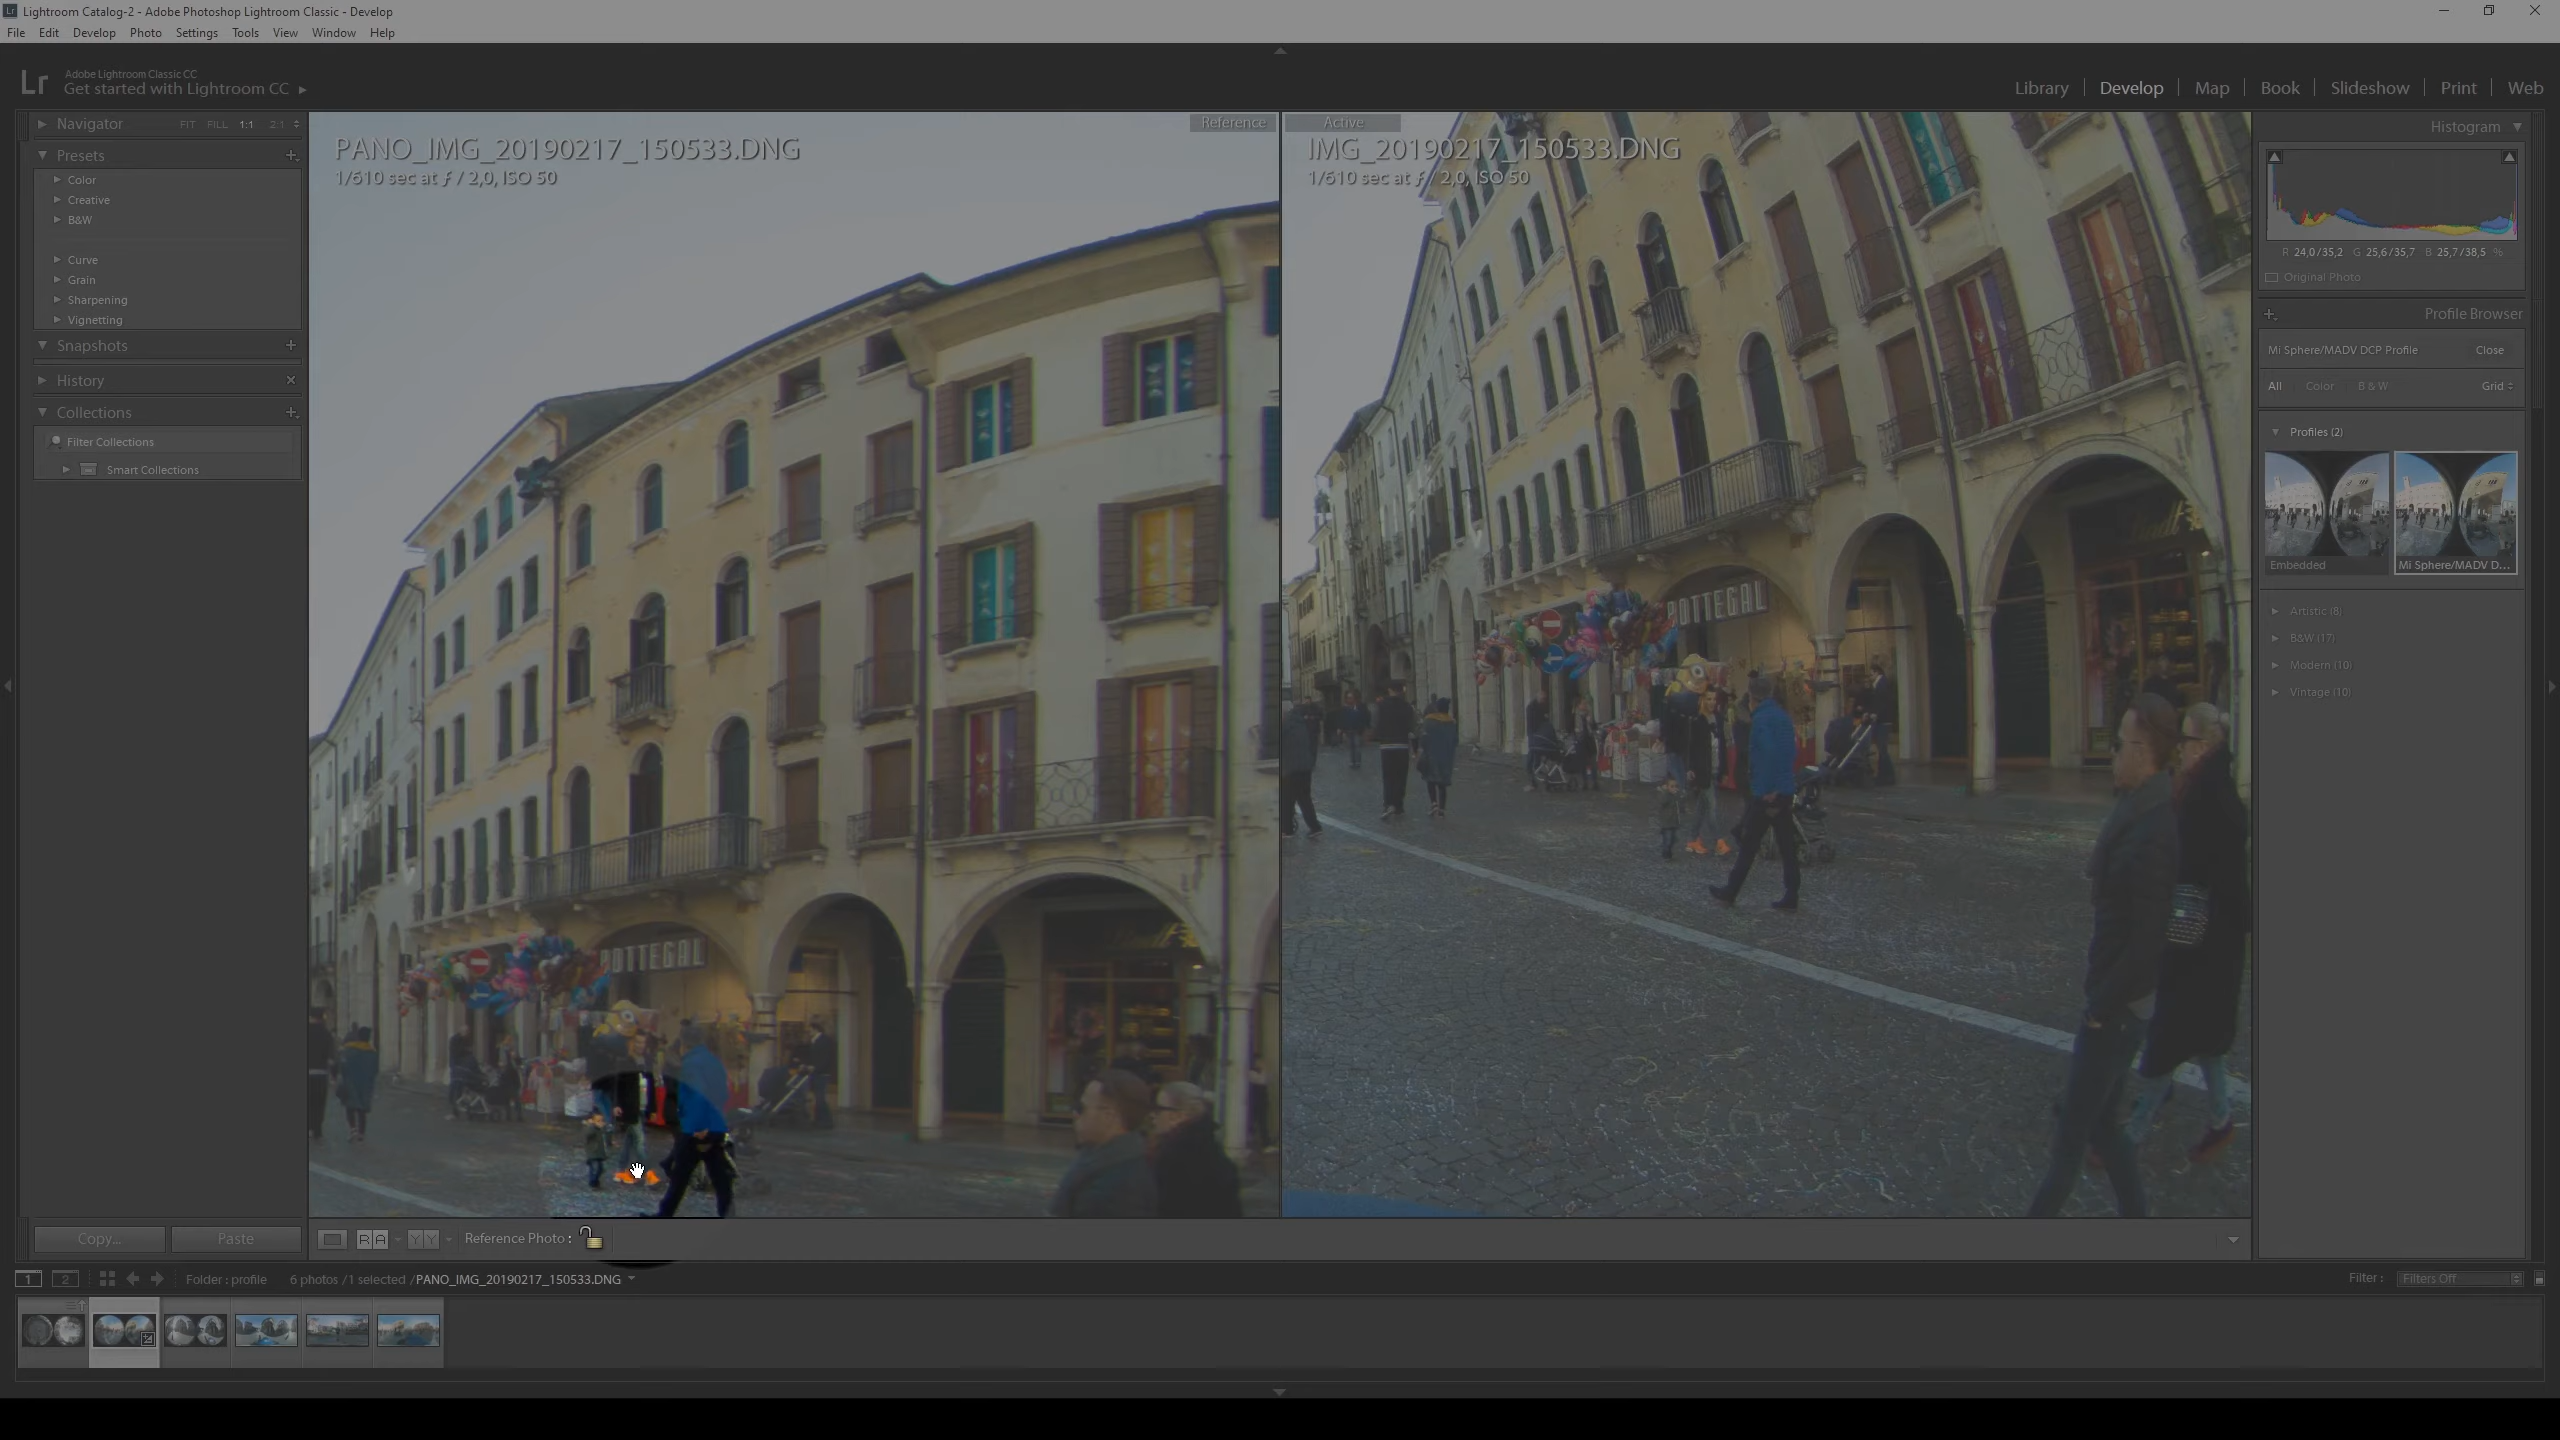 Lr Lightroom Catalog-2 - Adobe Photoshop Lightroom Classic - Develop
File Edit Develop Photo Settings Tools View Window Help
Lr Adobe Lightroom Classic CC
Get started with Lightroom CC
Library Develop Map Book Slideshow Print Web
Navigator FIT FILL 1:1 2:1
Presets
Color
Creative
B&W
Curve
Grain
Sharpening
Vignetting
Snapshots
History
Collections
Filter Collections
Smart Collections
Reference
PANO_IMG_20190217_150533.DNG
1/610 sec at ƒ / 2,0, ISO 50
BOTTEGAL
Active
IMG_20190217_150533.DNG
1/610 sec at ƒ / 2,0, ISO 50
BOTTEGAL
Histogram
R 24,0/35,2 G 25,6/35,7 B 25,7/38,5 %
Original Photo
Profile Browser
Mi Sphere/MADV DCP Profile Close
All Color B & W Grid
Profiles (2)
Embedded Mi Sphere/MADV D...
Artistic (8)
B&W (17)
Modern (10)
Vintage (10)
Copy... Paste
R A Y Y Reference Photo :
1 2 Folder : profile 6 photos /1 selected /PANO_IMG_20190217_150533.DNG
Filter : Filters Off